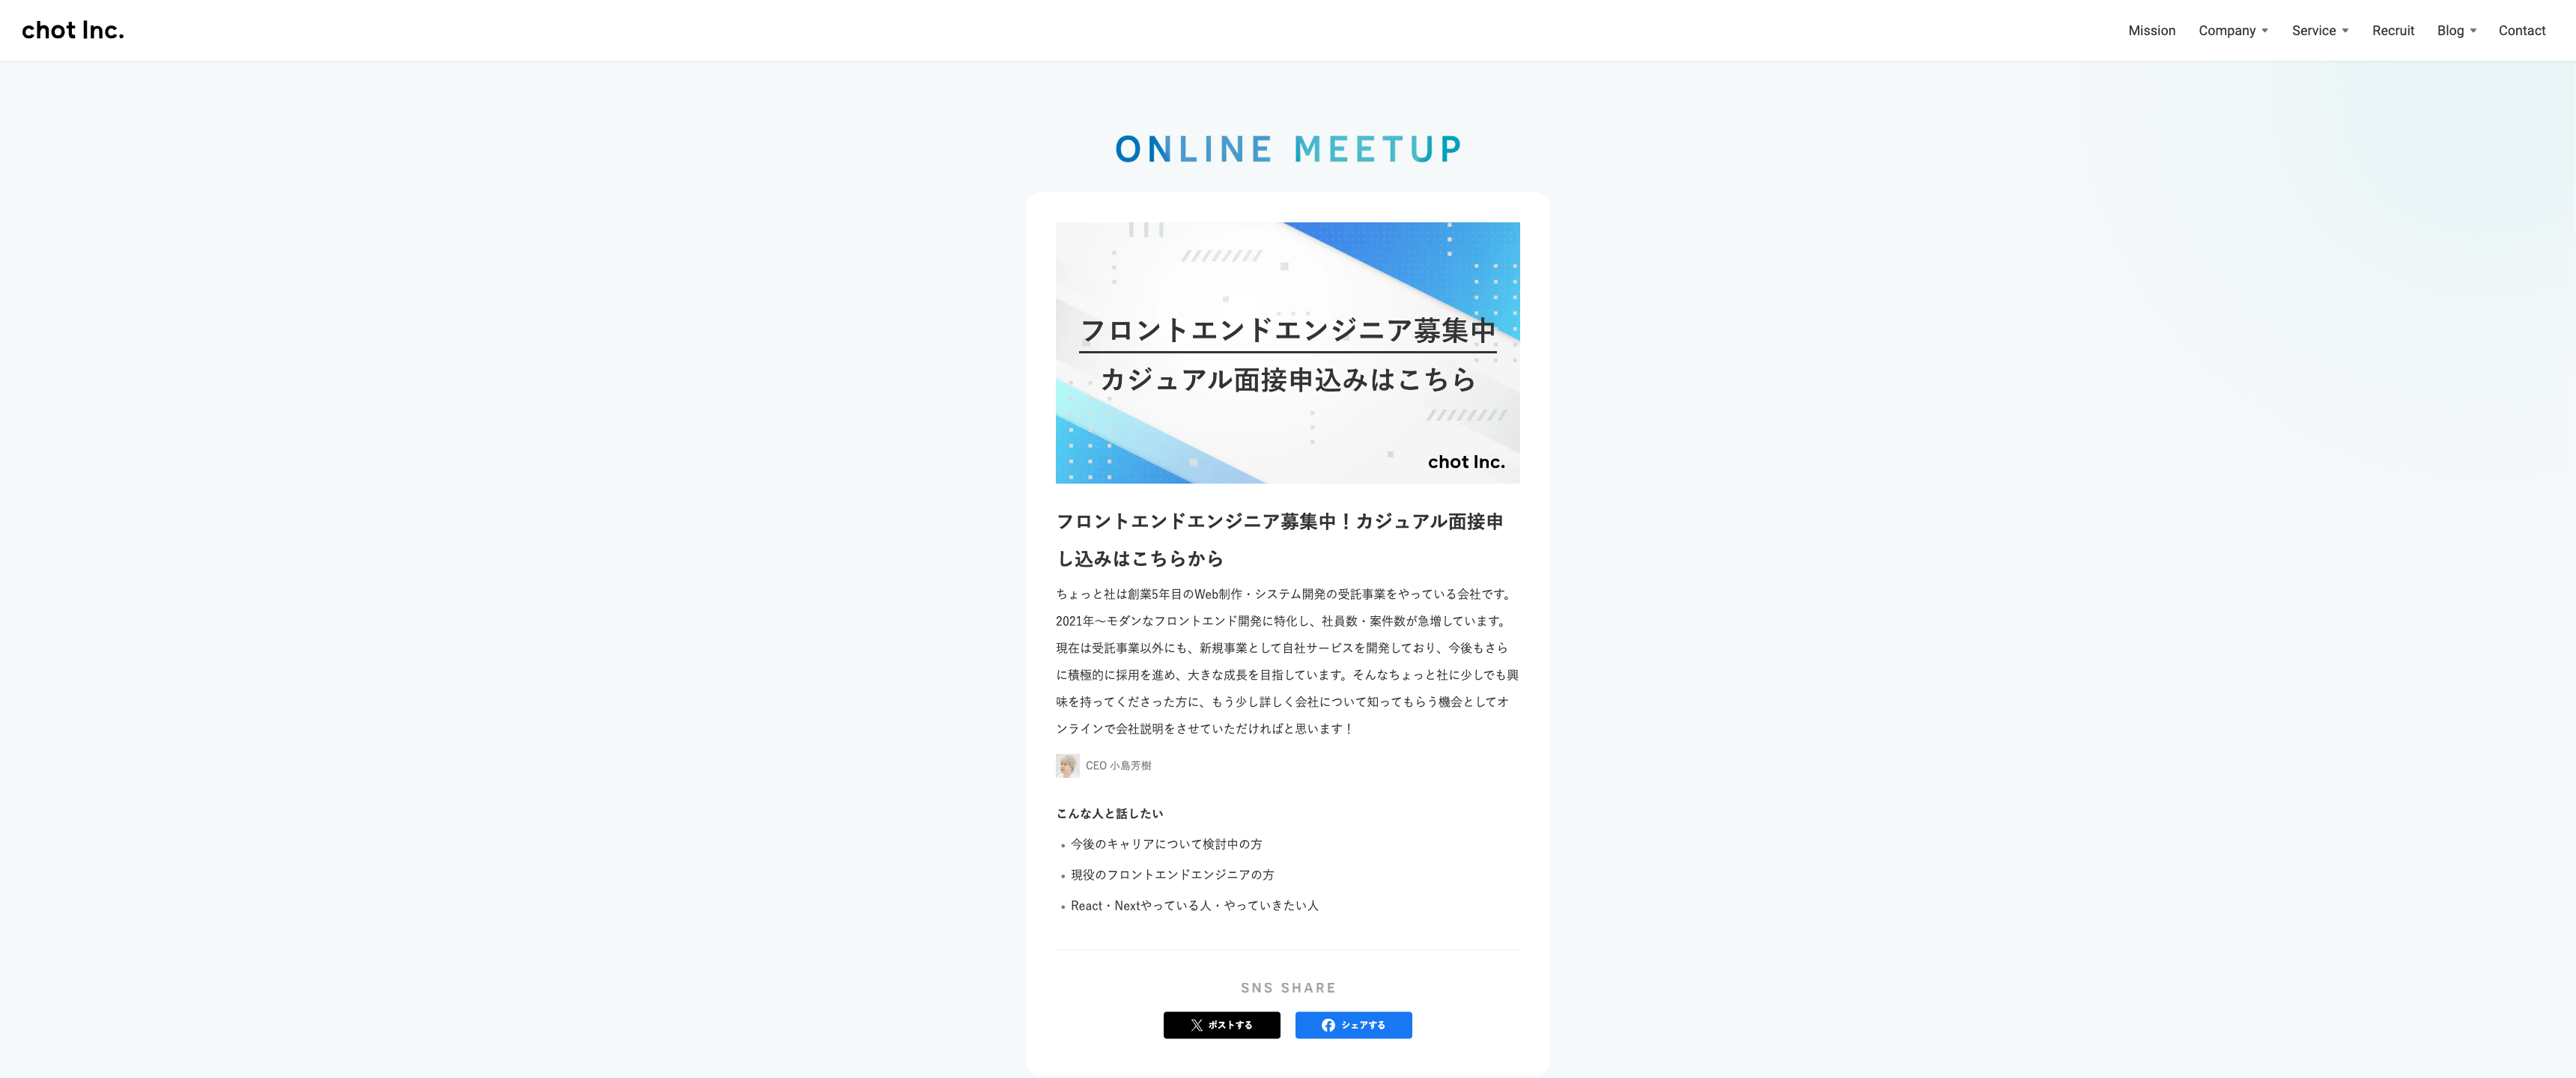 chot Inc.
Mission Company Service Recruit Blog Contact
ONLINE MEETUP
フロントエンドエンジニア募集中
カジュアル面接申込みはこちら
chot Inc.
フロントエンドエンジニア募集中！カジュアル面接申
し込みはこちらから
ちょっと社は創業5年目のWeb制作・システム開発の受託事業をやっている会社です。
2021年〜モダンなフロントエンド開発に特化し、社員数・案件数が急増しています。
現在は受託事業以外にも、新規事業として自社サービスを開発しており、今後もさら
に積極的に採用を進め、大きな成長を目指しています。そんなちょっと社に少しでも興
味を持ってくださった方に、もう少し詳しく会社について知ってもらう機会としてオ
ンラインで会社説明をさせていただければと思います！
CEO 小島芳樹
こんな人と話したい
・今後のキャリアについて検討中の方
・現役のフロントエンドエンジニアの方
・React・Nextやっている人・やっていきたい人
SNS SHARE
ポストする
シェアする